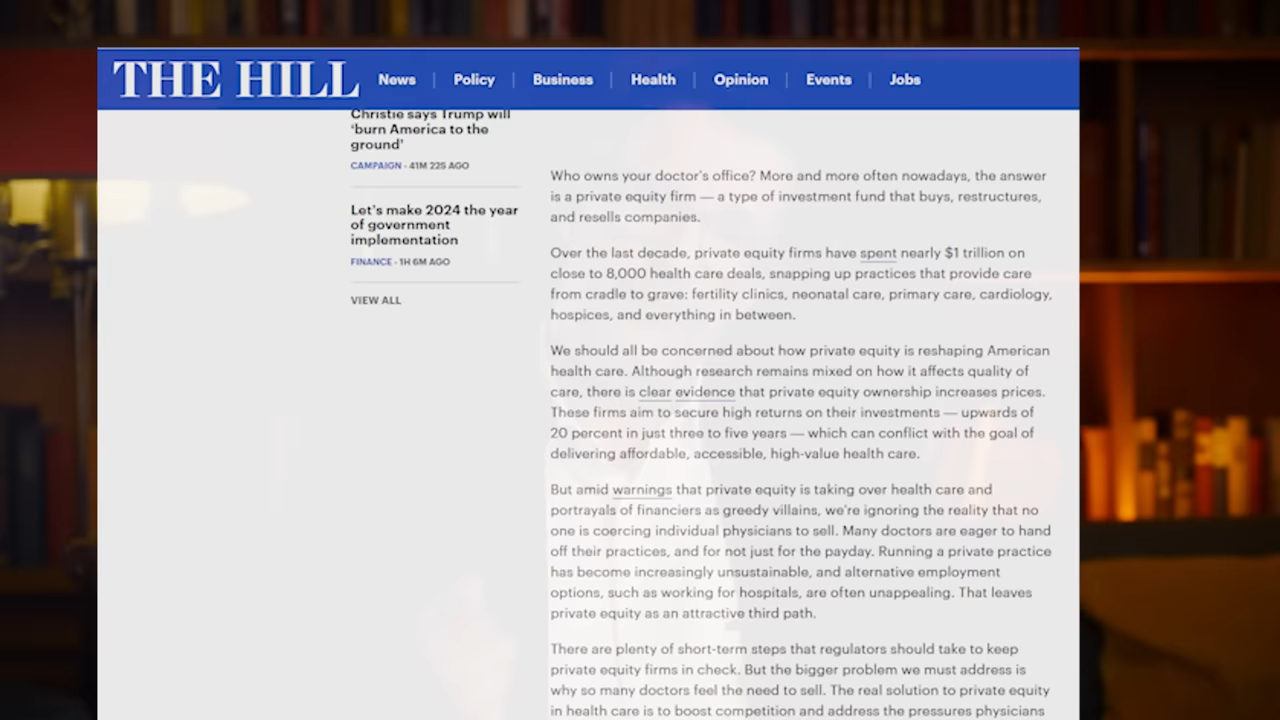 THE HILL
News
Policy
Business
Health
Opinion
Events
Jobs
Christie says Trump will
‘burn America to the
ground’
CAMPAIGN - 41M 22S AGO
Let’s make 2024 the year
of government
implementation
FINANCE - 1H 6M AGO
VIEW ALL
Who owns your doctor’s office? More and more often nowadays, the answer
is a private equity firm — a type of investment fund that buys, restructures,
and resells companies.
Over the last decade, private equity firms have spent nearly $1 trillion on
close to 8,000 health care deals, snapping up practices that provide care
from cradle to grave: fertility clinics, neonatal care, primary care, cardiology,
hospices, and everything in between.
We should all be concerned about how private equity is reshaping American
health care. Although research remains mixed on how it affects quality of
care, there is clear evidence that private equity ownership increases prices.
These firms aim to secure high returns on their investments — upwards of
20 percent in just three to five years — which can conflict with the goal of
delivering affordable, accessible, high-value health care.
But amid warnings that private equity is taking over health care and
portrayals of financiers as greedy villains, we’re ignoring the reality that no
one is coercing individual physicians to sell. Many doctors are eager to hand
off their practices, and for not just for the payday. Running a private practice
has become increasingly unsustainable, and alternative employment
options, such as working for hospitals, are often unappealing. That leaves
private equity as an attractive third path.
There are plenty of short-term steps that regulators should take to keep
private equity firms in check. But the bigger problem we must address is
why so many doctors feel the need to sell. The real solution to private equity
in health care is to boost competition and address the pressures physicians